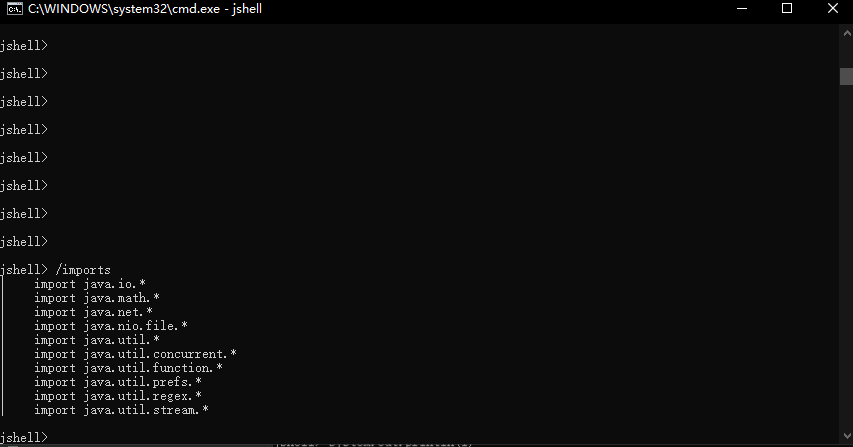 C:\WINDOWS\system32\cmd.exe - jshell
jshell>
jshell>
jshell>
jshell>
jshell>
jshell>
jshell>
jshell>
jshell> /imports
|    import java.io.*
|    import java.math.*
|    import java.net.*
|    import java.nio.file.*
|    import java.util.*
|    import java.util.concurrent.*
|    import java.util.function.*
|    import java.util.prefs.*
|    import java.util.regex.*
|    import java.util.stream.*
jshell>